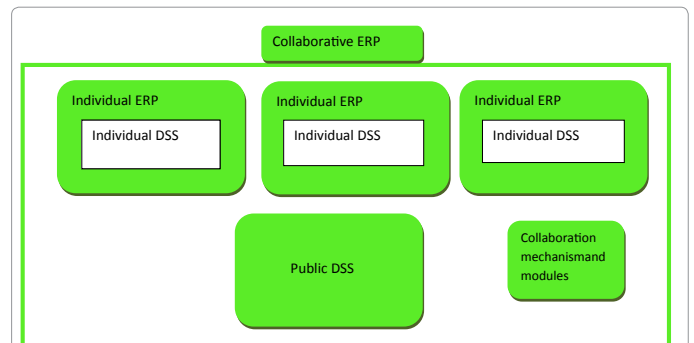 Collaborative ERP
Individual ERP
Individual DSS
Individual ERP
Individual DSS
Individual ERP
Individual DSS
Public DSS
Collaboration
mechanismand
modules